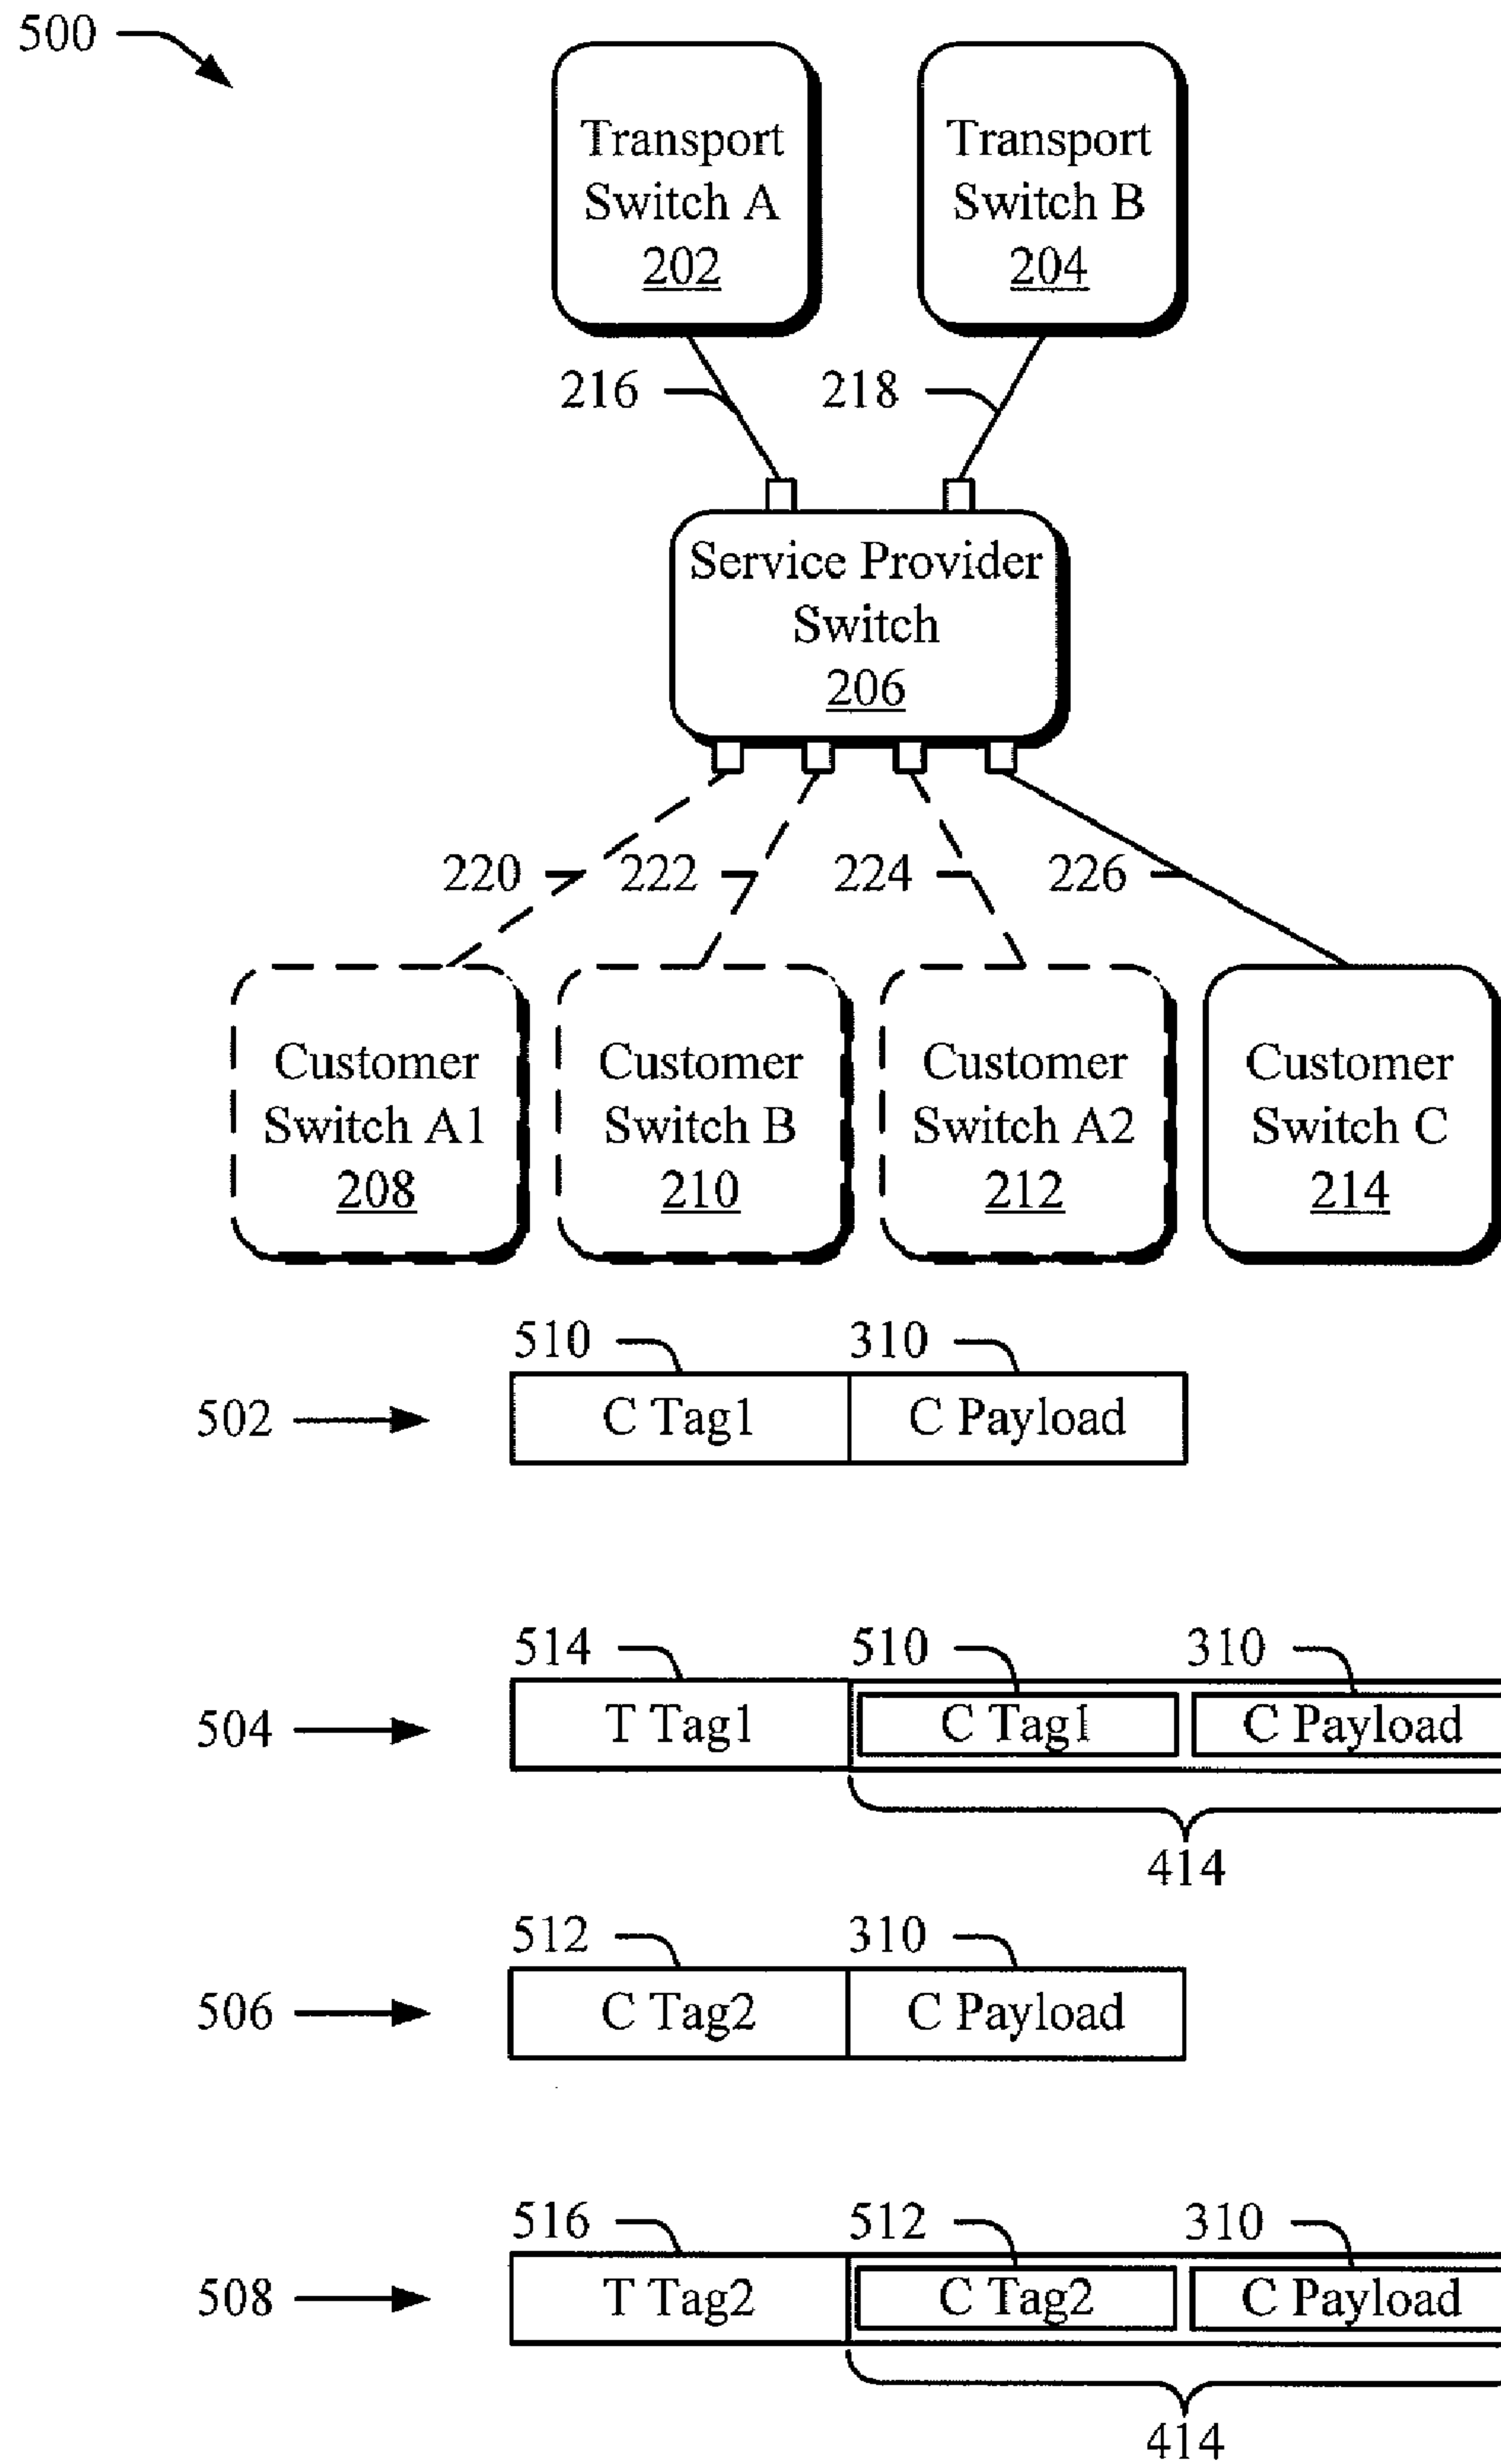 500
Transport
Switch A
202
Transport
Switch B
204
216
218
Service Provider
Switch
206
220
222
224
226
Customer
Switch A1
208
Customer
Switch B
210
Customer
Switch A2
212
Customer
Switch C
214
510
310
502
C Tag1
C Payload
514
510
310
504
T Tag1
C Tag1
C Payload
414
512
310
506
C Tag2
C Payload
516
512
310
508
T Tag2
C Tag2
C Payload
414